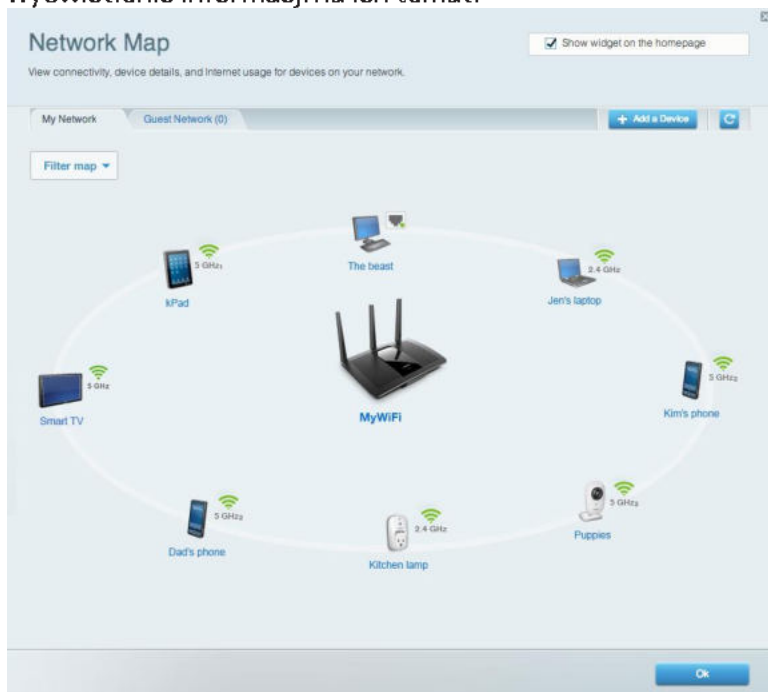 Network Map
Show widget on the homepage
View connectivity, device details, and Internet usage for devices on your network.
My Network
Guest Network (0)
+ Add a Device
Filter map
The beast
5 GHz
kPad
2.4 GHz
Jen's laptop
5 GHz
Smart TV
MyWiFi
5 GHz
Kim's phone
5 GHz
Dad's phone
2.4 GHz
Kitchen lamp
5 GHz
Puppies
Ok